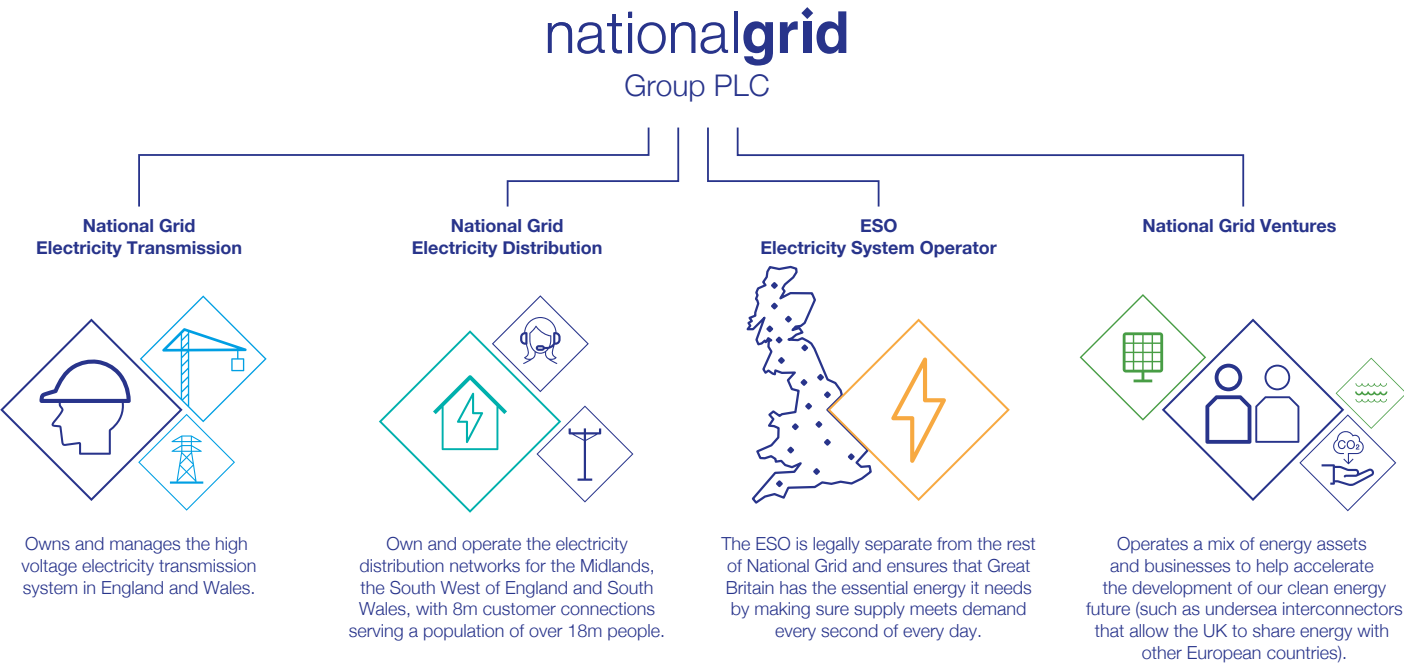 nationalgrid
Group PLC
National Grid
Electricity Transmission
Owns and manages the high
voltage electricity transmission
system in England and Wales.
National Grid
Electricity Distribution
Own and operate the electricity
distribution networks for the Midlands,
the South West of England and South
Wales, with 8m customer connections
serving a population of over 18m people.
ESO
Electricity System Operator
The ESO is legally separate from the rest
of National Grid and ensures that Great
Britain has the essential energy it needs
by making sure supply meets demand
every second of every day.
National Grid Ventures
CO₂
Operates a mix of energy assets
and businesses to help accelerate
the development of our clean energy
future (such as undersea interconnectors
that allow the UK to share energy with
other European countries).